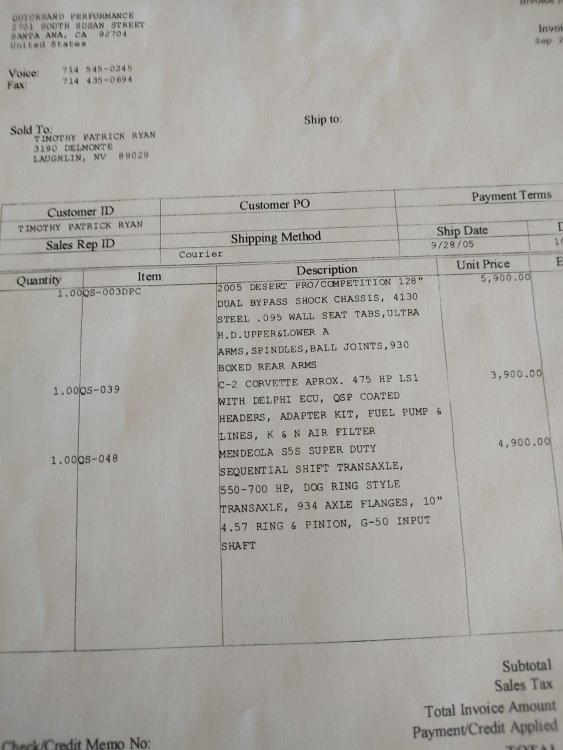 QUICKSAND PERFORMANCE
2701 SOUTH SUSAN STREET
SANTA ANA, CA 92704
United States
Voice: 714 545-0245
Fax: 714 435-0694
Sold To:
TIMOTHY PATRICK RYAN
3190 DELMONTE
LAUGHLIN, NV 89029
Ship to:
Customer ID Customer PO Payment Terms
TIMOTHY PATRICK RYAN
Sales Rep ID Shipping Method Ship Date
Courier 9/28/05
Quantity Item Description Unit Price
1.00 QS-003DPC 2005 DESERT PRO/COMPETITION 128" 5,900.00
DUAL BYPASS SHOCK CHASSIS, 4130
STEEL .095 WALL SEAT TABS,ULTRA
H.D.UPPER&LOWER A
ARMS,SPINDLES,BALL JOINTS,930
BOXED REAR ARMS
1.00 QS-039 C-2 CORVETTE APROX. 475 HP LS1 3,900.00
WITH DELPHI ECU, QSP COATED
HEADERS, ADAPTER KIT, FUEL PUMP &
LINES, K & N AIR FILTER
1.00 QS-048 MENDEOLA S5S SUPER DUTY 4,900.00
SEQUENTIAL SHIFT TRANSAXLE,
550-700 HP, DOG RING STYLE
TRANSAXLE, 934 AXLE FLANGES, 10"
4.57 RING & PINION, G-50 INPUT
SHAFT
Subtotal
Sales Tax
Total Invoice Amount
Check/Credit Memo No: Payment/Credit Applied
TOTAL